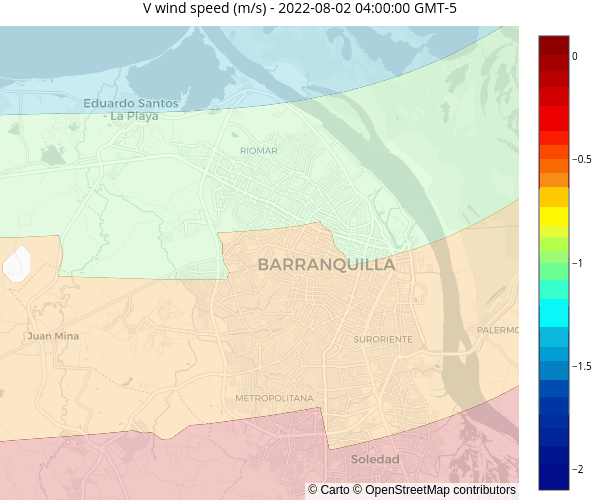 V wind speed (m/s) - 2022-08-02 04:00:00 GMT-5
0
Eduardo Santos
- La Playa
RIOMAR
−0.5
−1
BARRANQUILLA
Juan Mina
SURORIENTE
PALERMO
−1.5
METROPOLITANA
Soledad
−2
© Carto © OpenStreetMap contributors